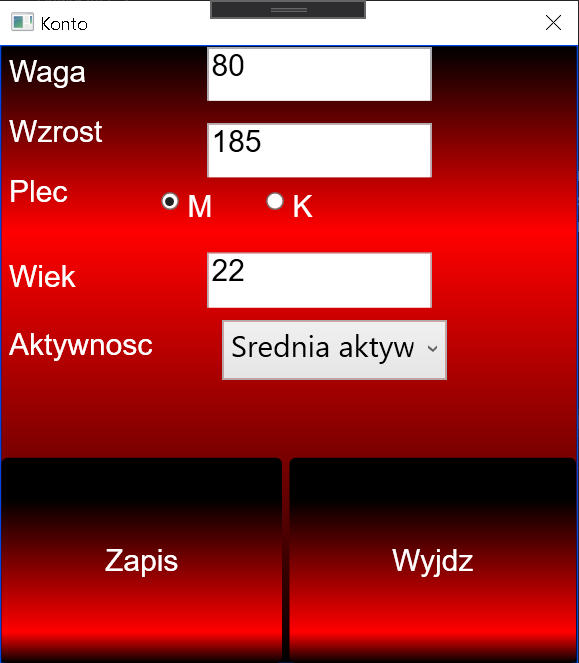 Konto
Waga 80
Wzrost 185
Plec M K
Wiek 22
Aktywnosc Srednia aktyw
Zapis Wyjdz